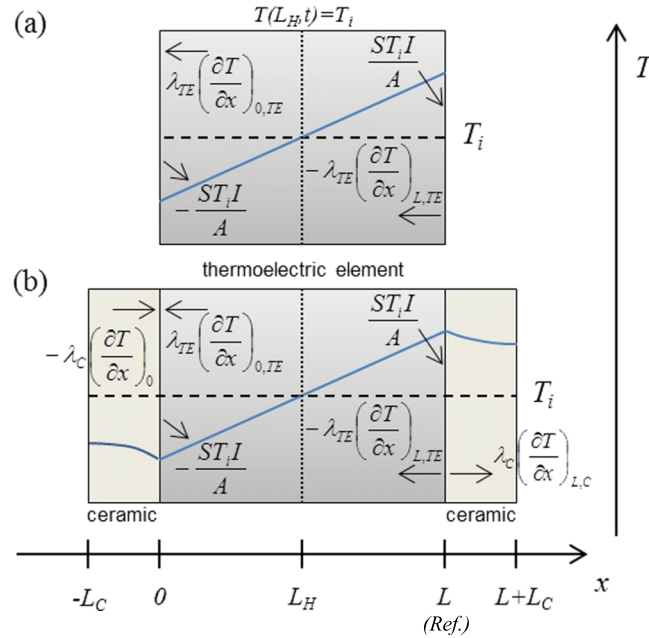 (a)
T(L_H,t)=T_i
T
λ_TE(∂T/∂x)_0,TE
ST_iI/A
T_i
-λ_TE(∂T/∂x)_L,TE
-ST_iI/A
thermoelectric element
(b)
-λ_C(∂T/∂x)_0
λ_TE(∂T/∂x)_0,TE
ST_iI/A
T_i
-λ_TE(∂T/∂x)_L,TE
λ_C(∂T/∂x)_L,C
-ST_iI/A
ceramic
ceramic
-L_C 0 L_H L L+L_C x
(Ref.)